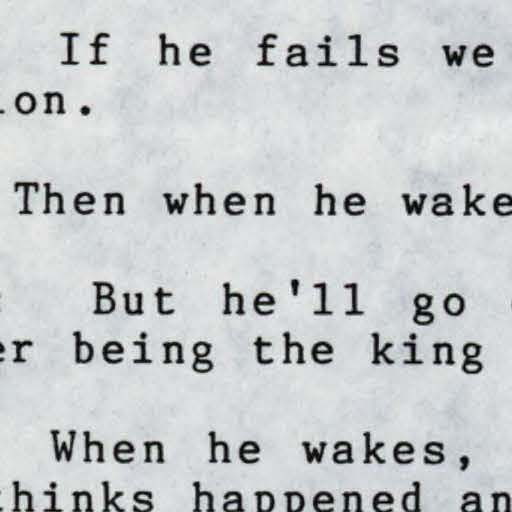 If he fails we
on.
Then when he wake
: But he'll go
er being the king
When he wakes,
thinks happened an